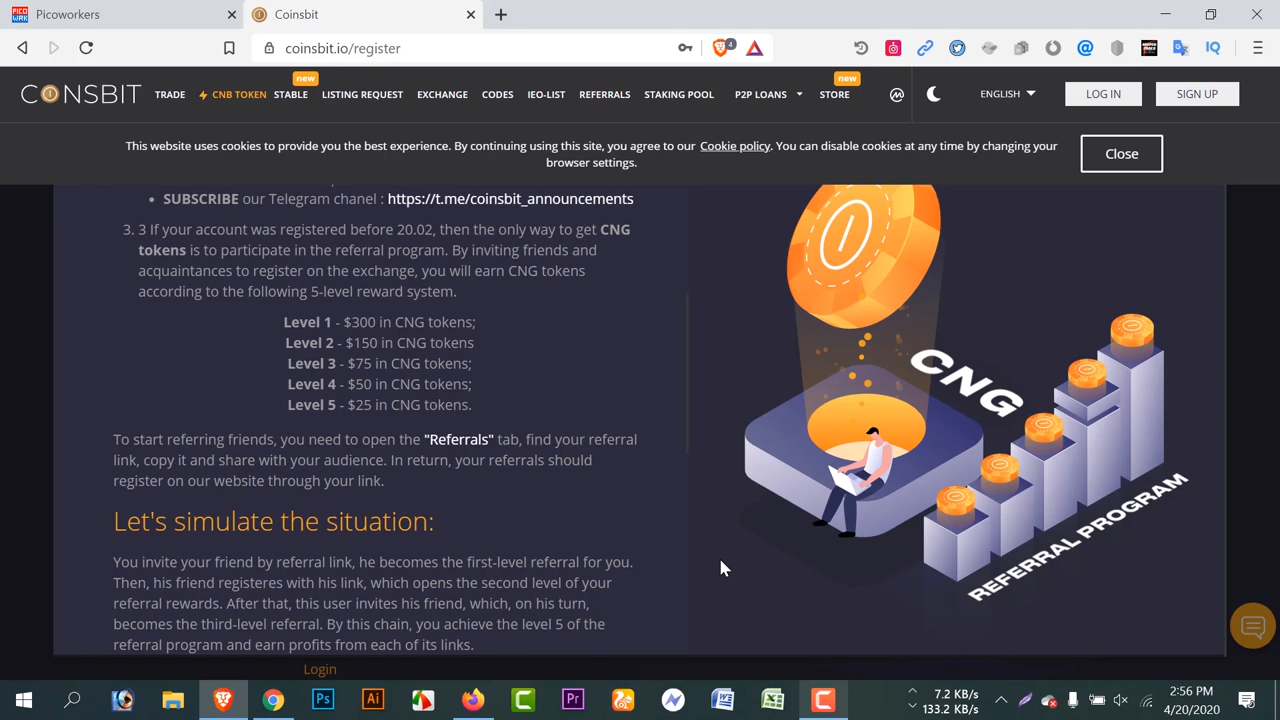 Picoworkers
Coinsbit
coinsbit.io/register
4
IQ
CONSBIT
TRADE
CNB TOKEN
new
STABLE
LISTING REQUEST
EXCHANGE
CODES
IEO-LIST
REFERRALS
STAKING POOL
P2P LOANS
new
STORE
ENGLISH
LOG IN
SIGN UP
This website uses cookies to provide you the best experience. By continuing using this site, you agree to our Cookie policy. You can disable cookies at any time by changing your
browser settings.
Close
• SUBSCRIBE our Telegram chanel : https://t.me/coinsbit_announcements
3. 3 If your account was registered before 20.02, then the only way to get CNG
tokens is to participate in the referral program. By inviting friends and
acquaintances to register on the exchange, you will earn CNG tokens
according to the following 5-level reward system.
Level 1 - $300 in CNG tokens;
Level 2 - $150 in CNG tokens
Level 3 - $75 in CNG tokens;
Level 4 - $50 in CNG tokens;
Level 5 - $25 in CNG tokens.
To start referring friends, you need to open the "Referrals" tab, find your referral
link, copy it and share with your audience. In return, your referrals should
register on our website through your link.
Let's simulate the situation:
You invite your friend by referral link, he becomes the first-level referral for you.
Then, his friend registeres with his link, which opens the second level of your
referral rewards. After that, this user invites his friend, which, on his turn,
becomes the third-level referral. By this chain, you achieve the level 5 of the
referral program and earn profits from each of its links.
CNG
REFERRAL PROGRAM
Login
Ps
Ai
Pr
7.2 KB/s
133.2 KB/s
2:56 PM
4/20/2020